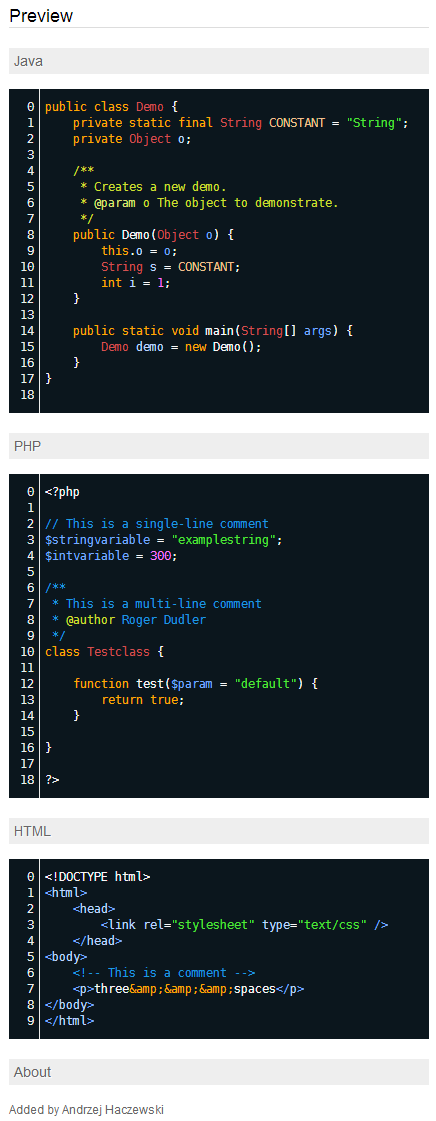 Preview
Java
0 public class Demo {
1     private static final String CONSTANT = "String";
2     private Object o;
3
4     /**
5      * Creates a new demo.
6      * @param o The object to demonstrate.
7      */
8     public Demo(Object o) {
9         this.o = o;
10         String s = CONSTANT;
11         int i = 1;
12     }
13
14     public static void main(String[] args) {
15         Demo demo = new Demo();
16     }
17 }
18
PHP
0 <?php
1
2 // This is a single-line comment
3 $stringvariable = "examplestring";
4 $intvariable = 300;
5
6 /**
7  * This is a multi-line comment
8  * @author Roger Dudler
9  */
10 class Testclass {
11
12     function test($param = "default") {
13         return true;
14     }
15
16 }
17
18 ?>
HTML
0 <!DOCTYPE html>
1 <html>
2     <head>
3         <link rel="stylesheet" type="text/css" />
4     </head>
5 <body>
6     <!-- This is a comment -->
7     <p>three&amp;&amp;&amp;spaces</p>
8 </body>
9 </html>
About
Added by Andrzej Haczewski